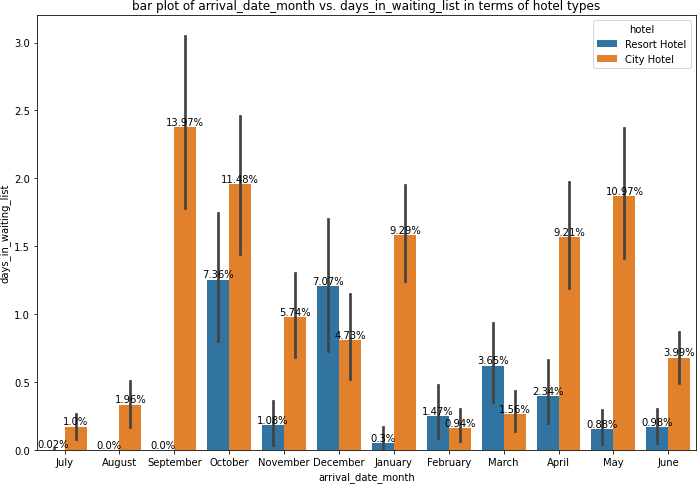 bar plot of arrival_date_month vs. days_in_waiting_list in terms of hotel types
hotel
Resort Hotel
City Hotel
days_in_waiting_list
3.0
2.5
2.0
1.5
1.0
0.5
0.0
0.02%
1.0%
0.0%
1.96%
0.0%
13.97%
7.36%
11.48%
1.08%
5.74%
7.07%
4.73%
0.3%
9.29%
1.47%
0.94%
3.65%
1.56%
2.34%
9.21%
0.88%
10.97%
0.98%
3.99%
July
August
September
October
November
December
January
February
March
April
May
June
arrival_date_month